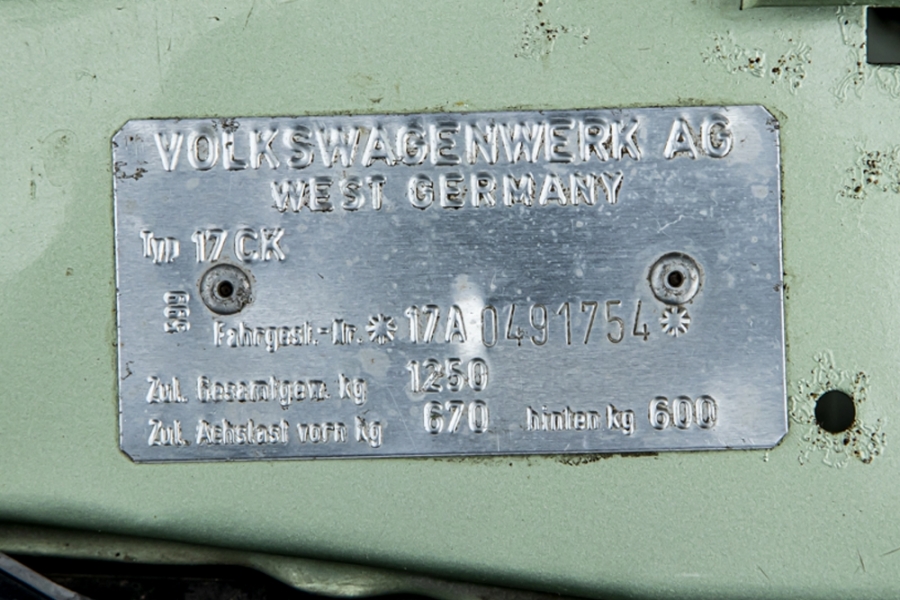 VOLKSWAGENWERK AG
WEST GERMANY
Typ 17 CK
599
Fahrgest.-Nr. * 17A 0491754 *
Zul. Gesamtgew. kg 1250
Zul. Achslast vorn kg 670 hinten kg 600